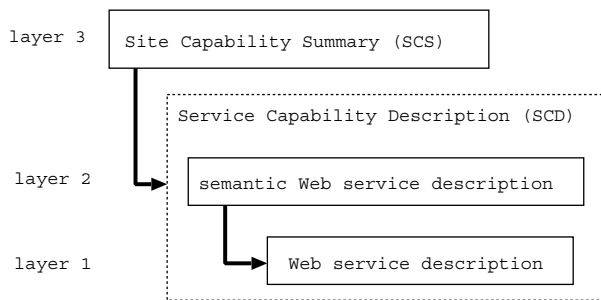 layer 3
Site Capability Summary (SCS)
Service Capability Description (SCD)
layer 2
semantic Web service description
layer 1
Web service description